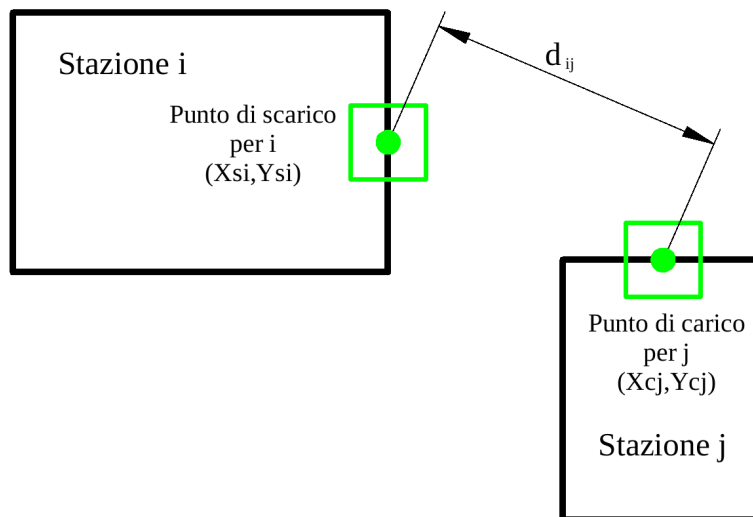 Stazione i
d ij
Punto di scarico
per i
(Xsi,Ysi)
Punto di carico
per j
(Xcj,Ycj)
Stazione j